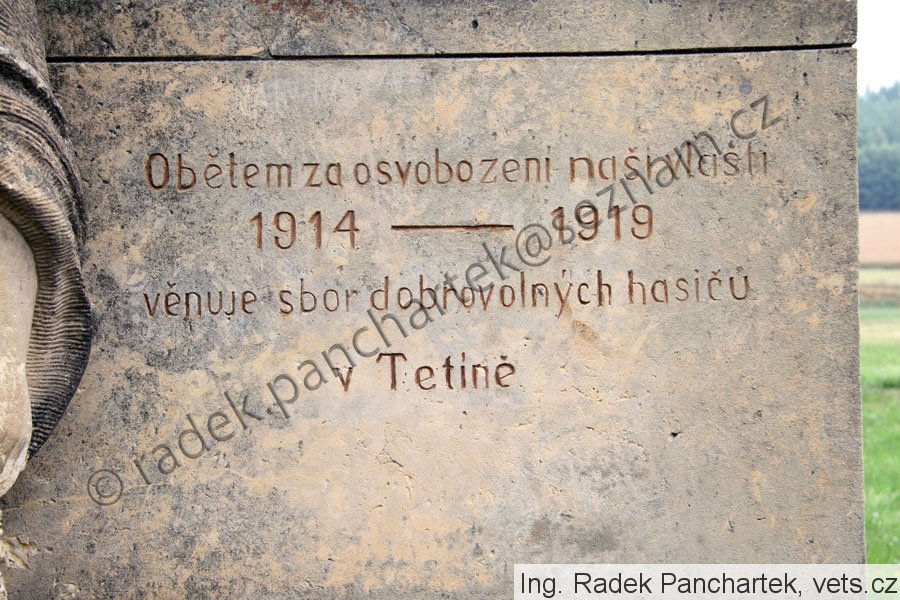 Obětem za osvobození naší vlasti
1914 — 1919
věnuje sbor dobrovolných hasičů
v Tetíně
© radek.panchartek@soznam.cz
Ing. Radek Panchartek, vets.cz